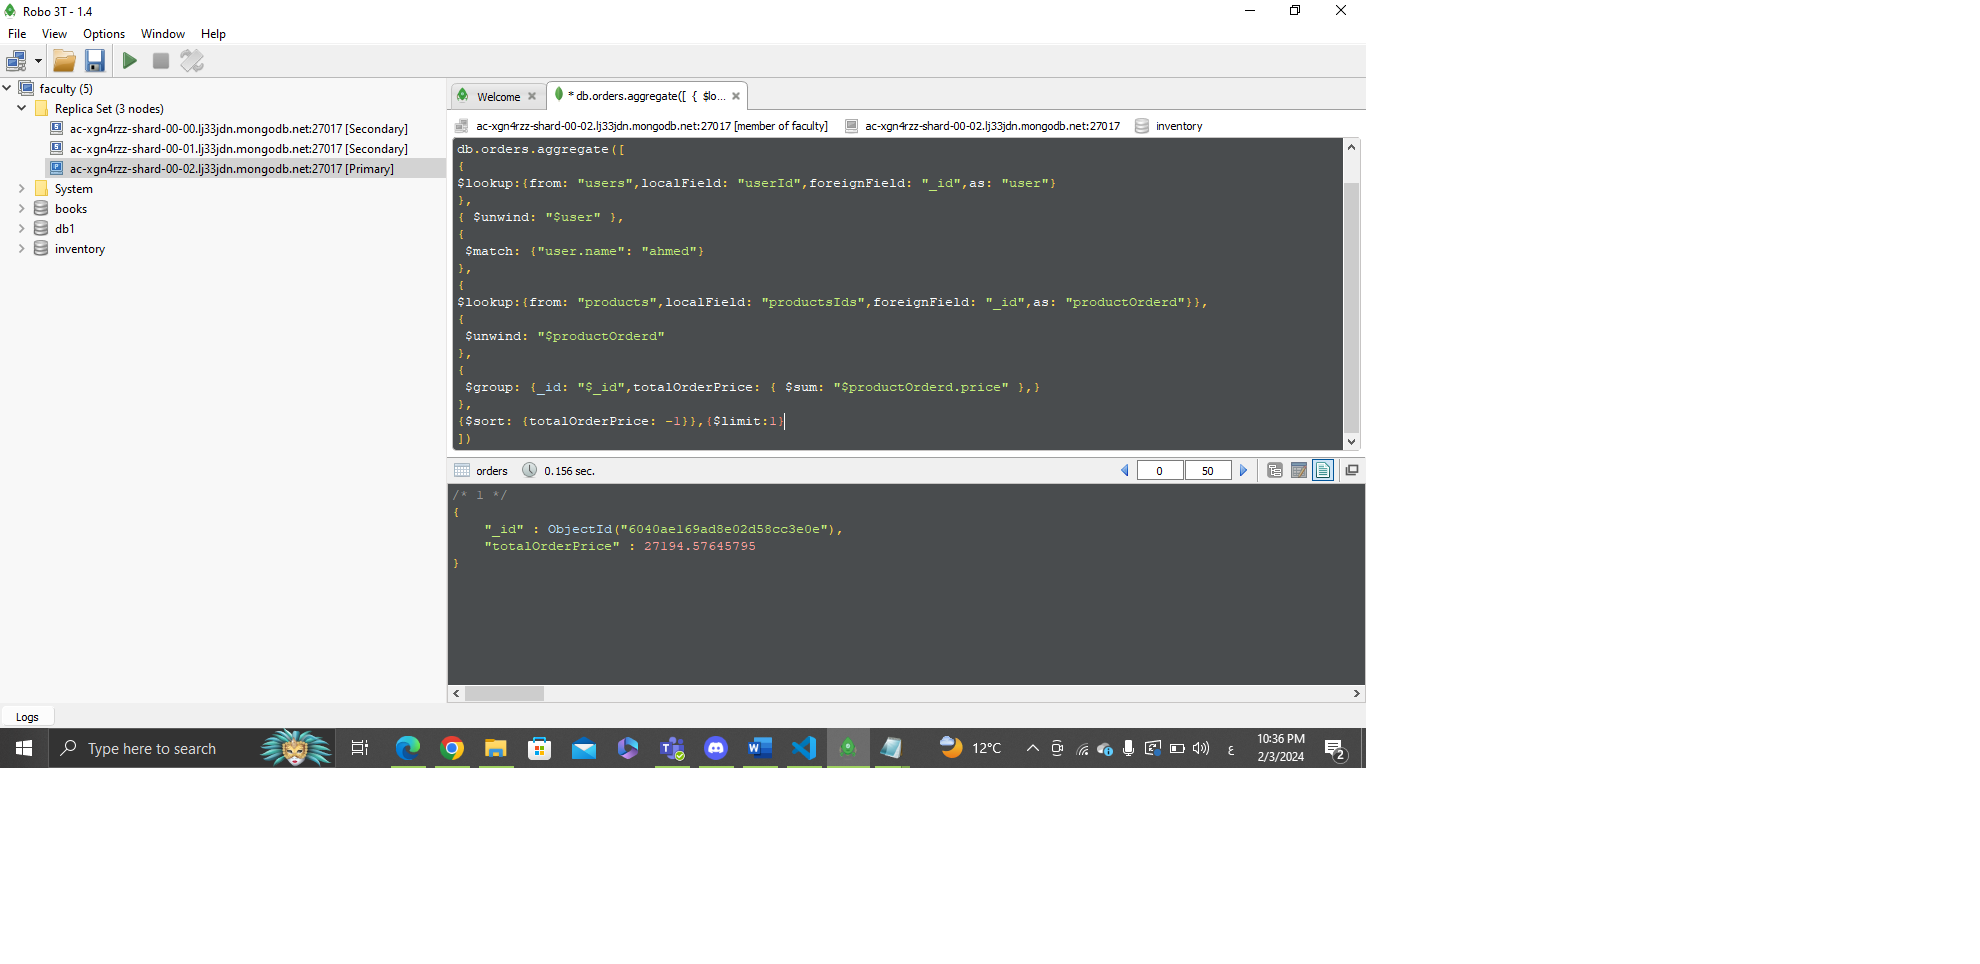 Robo 3T - 1.4
File View Options Window Help
faculty (5)
Replica Set (3 nodes)
ac-xgn4rzz-shard-00-00.lj33jdn.mongodb.net:27017 [Secondary]
ac-xgn4rzz-shard-00-01.lj33jdn.mongodb.net:27017 [Secondary]
ac-xgn4rzz-shard-00-02.lj33jdn.mongodb.net:27017 [Primary]
System
books
db1
inventory
Welcome * db.orders.aggregate([ { $lo...
ac-xgn4rzz-shard-00-02.lj33jdn.mongodb.net:27017 [member of faculty] ac-xgn4rzz-shard-00-02.lj33jdn.mongodb.net:27017 inventory
db.orders.aggregate([
{
$lookup:{from: "users",localField: "userId",foreignField: "_id",as: "user"}
},
{ $unwind: "$user" },
{
$match: {"user.name": "ahmed"}
},
{
$lookup:{from: "products",localField: "productsIds",foreignField: "_id",as: "productOrderd"}},
{
$unwind: "$productOrderd"
},
{
$group: {_id: "$_id",totalOrderPrice: { $sum: "$productOrderd.price" },}
},
{$sort: {totalOrderPrice: -1}},{$limit:1}
])
orders 0.156 sec. 0 50
/* 1 */
{
"_id" : ObjectId("6040ae169ad8e02d58cc3e0e"),
"totalOrderPrice" : 27194.57645795
}
Logs
Type here to search 12°C ع 10:36 PM
2/3/2024 2